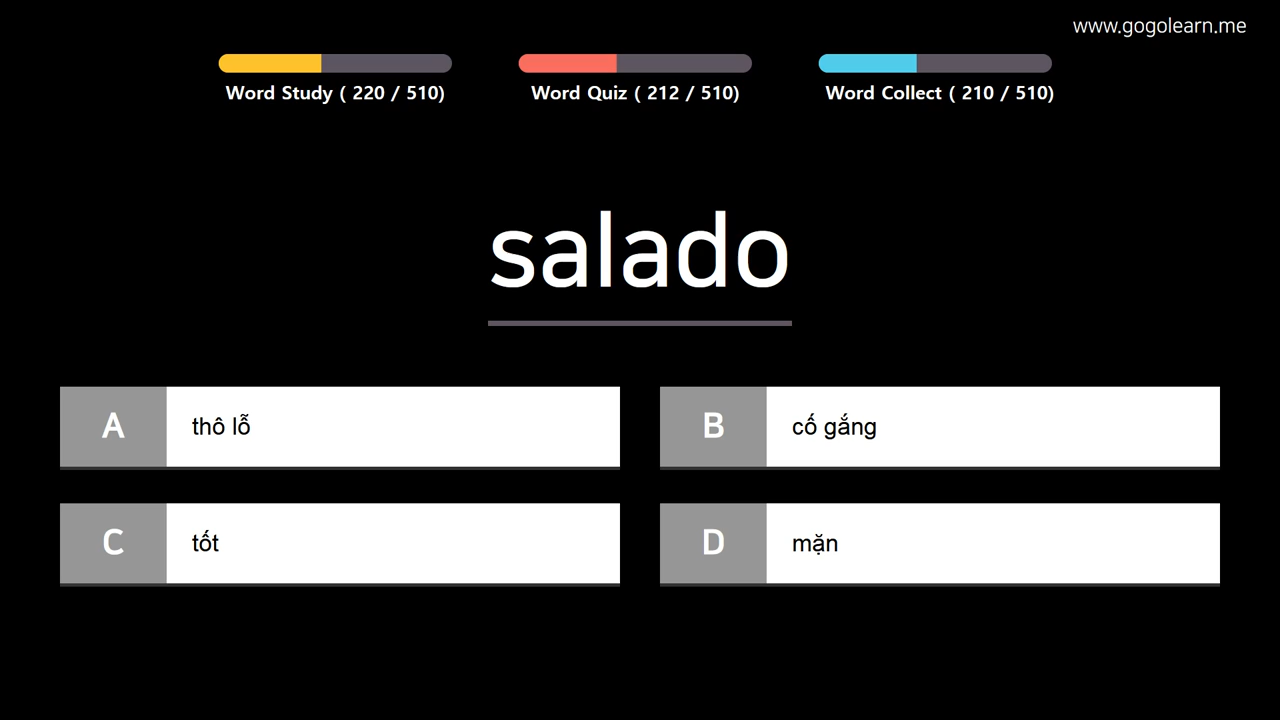 www.gogolearn.me
Word Study ( 220 / 510)
Word Quiz ( 212 / 510)
Word Collect ( 210 / 510)
salado
A thô lỗ
B cố gắng
C tốt
D mặn